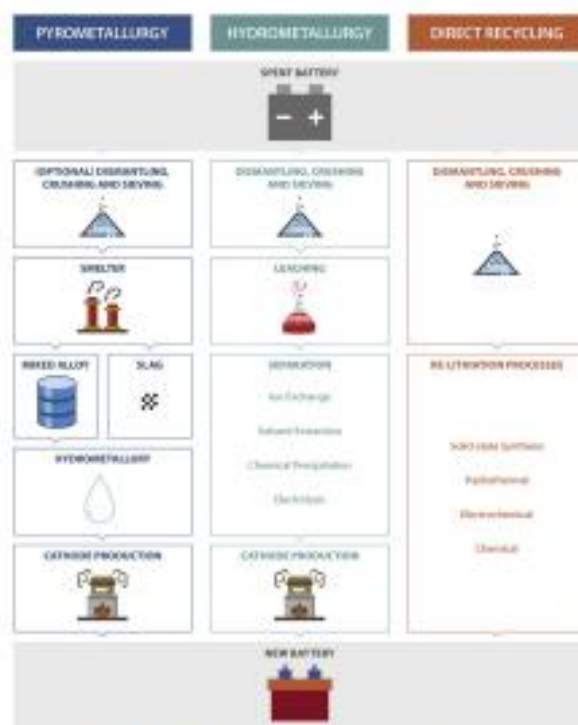 PYROMETALLURGY
HYDROMETALLURGY
DIRECT RECYCLING
SPENT BATTERY
(OPTIONAL) DISMANTLING,
CRUSHING AND SIEVING
DISMANTLING, CRUSHING
AND SIEVING
DISMANTLING, CRUSHING
AND SIEVING
SMELTER
LEACHING
MIXED ALLOY
SLAG
SEPARATION
Ion Exchange
Solvent Extraction
Chemical Precipitation
Electrolysis
RE-LITHIATION PROCESSES
Solid state Synthesis
Hydrothermal
Electrochemical
Chemical
CATHODE PRODUCTION
CATHODE PRODUCTION
NEW BATTERY